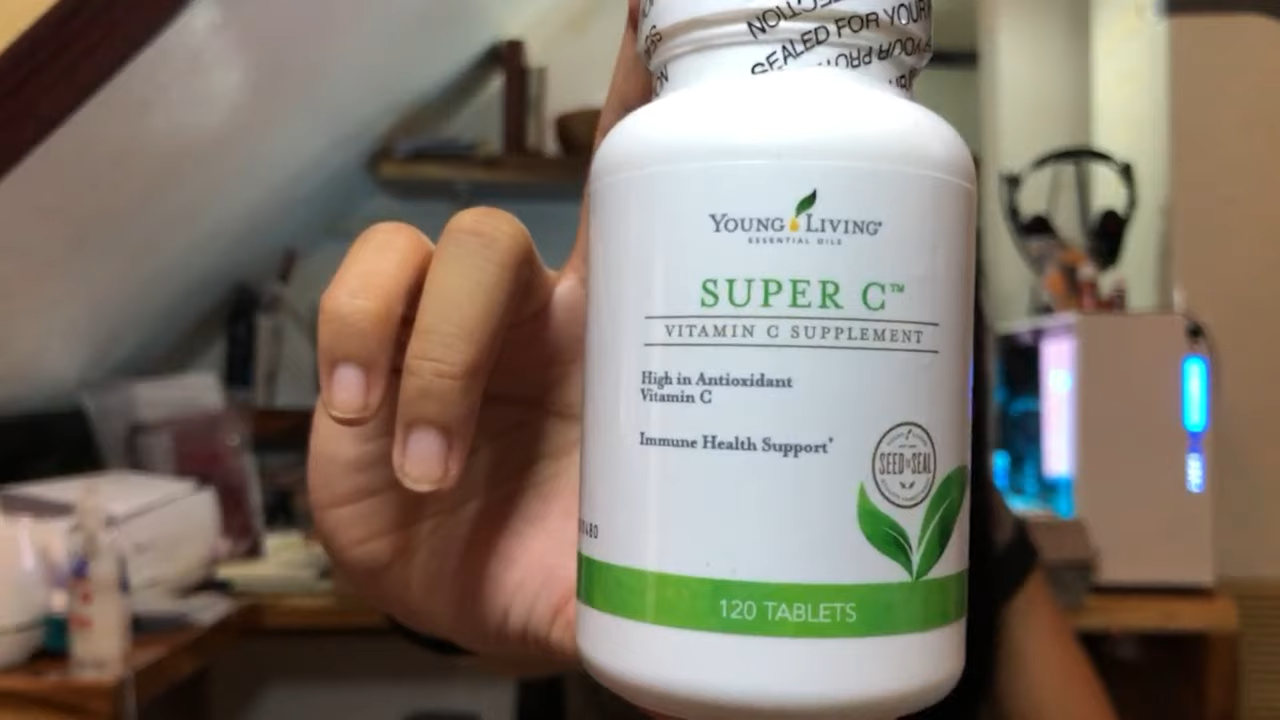 SEALED FOR YOUR
YOUNG LIVING
ESSENTIAL OILS
SUPER C™
VITAMIN C SUPPLEMENT
High in Antioxidant
Vitamin C
Immune Health Support*
SEED TO SEAL
120 TABLETS